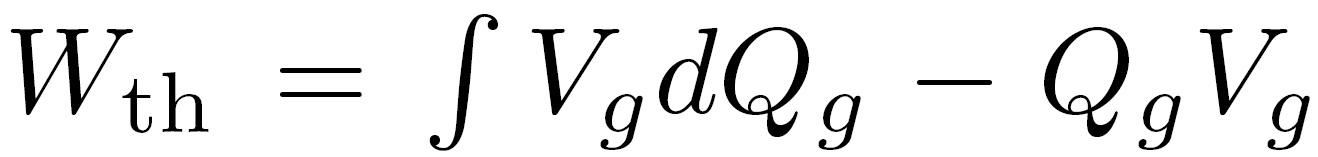 W_th = ∫ V_g dQ_g − Q_g V_g